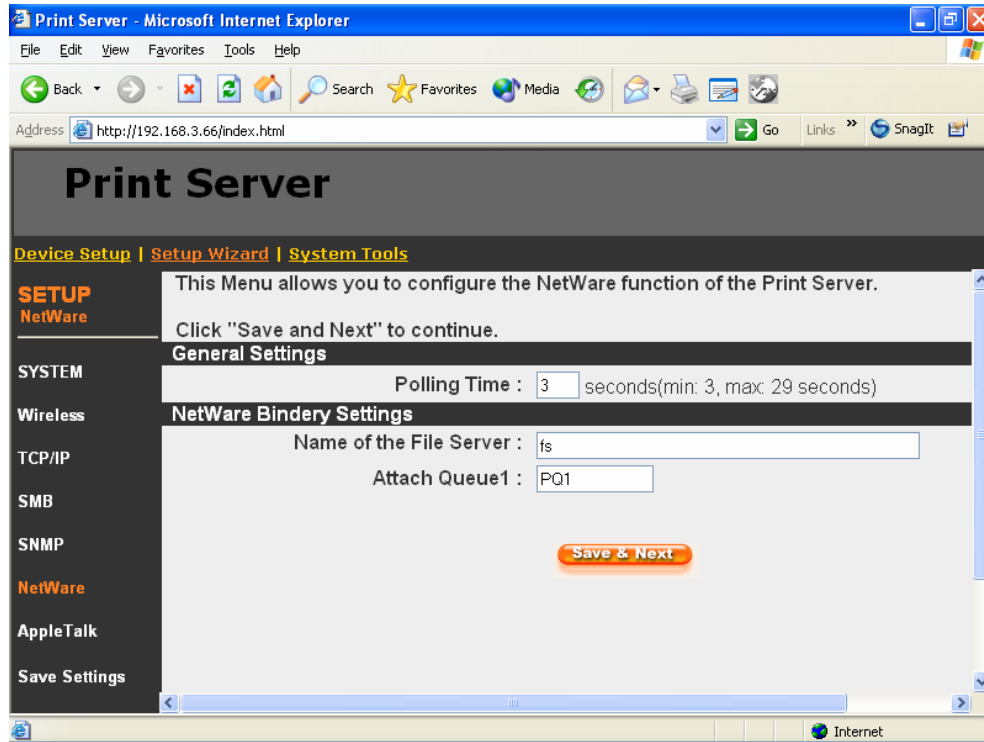 Print Server - Microsoft Internet Explorer
File Edit View Favorites Tools Help
Back Search Favorites Media
Address http://192.168.3.66/index.html Go Links » SnagIt
Print Server
Device Setup | Setup Wizard | System Tools
SETUP
NetWare
SYSTEM
Wireless
TCP/IP
SMB
SNMP
NetWare
AppleTalk
Save Settings
This Menu allows you to configure the NetWare function of the Print Server.
Click "Save and Next" to continue.
General Settings
Polling Time : 3 seconds(min: 3, max: 29 seconds)
NetWare Bindery Settings
Name of the File Server : fs
Attach Queue1 : PQ1
Save & Next
Internet